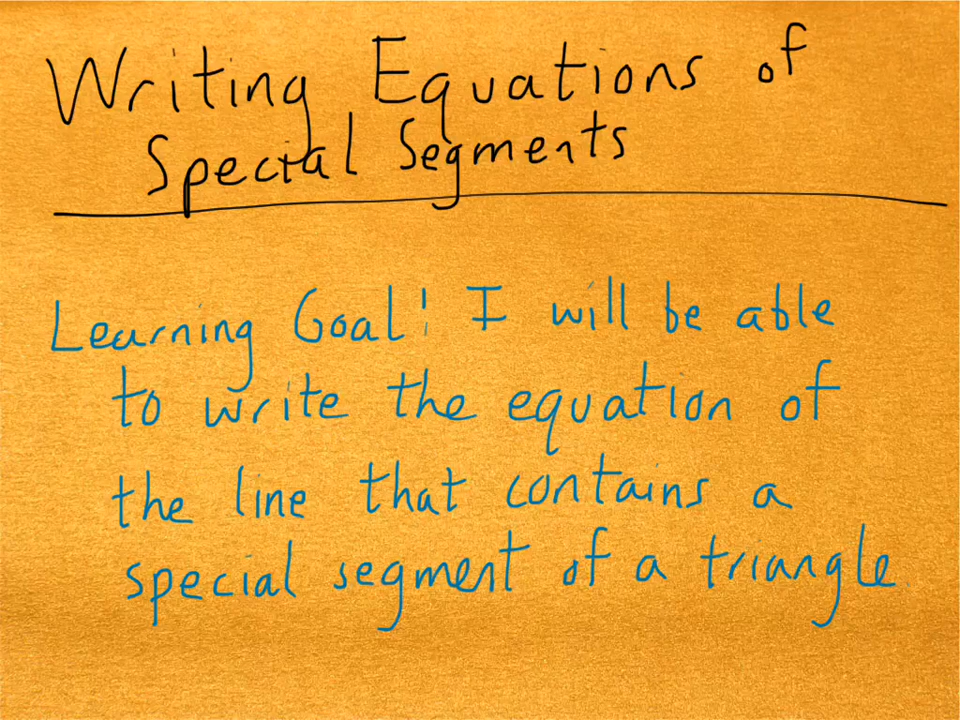 Writing Equations of
Special Segments
Learning Goal: I will be able
to write the equation of
the line that contains a
special segment of a triangle